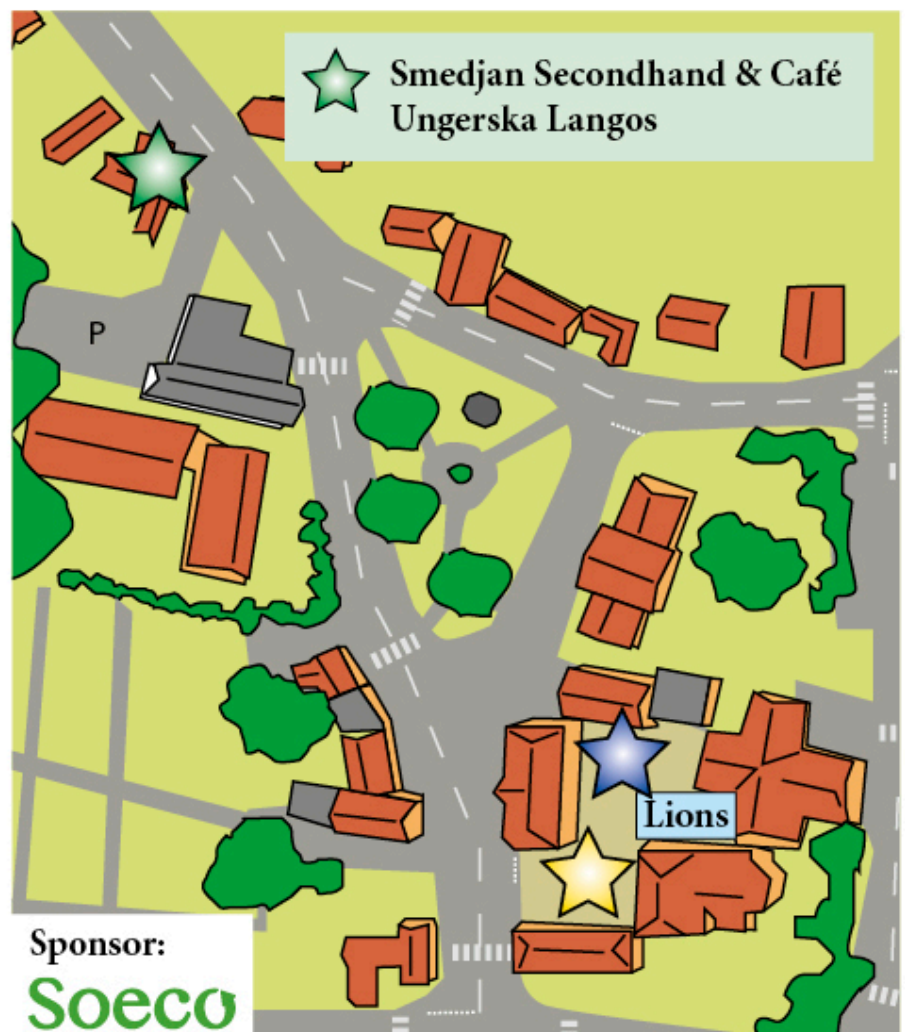 Smedjan Secondhand & Café
Ungerska Langos
P
Lions
Sponsor:
Soeco